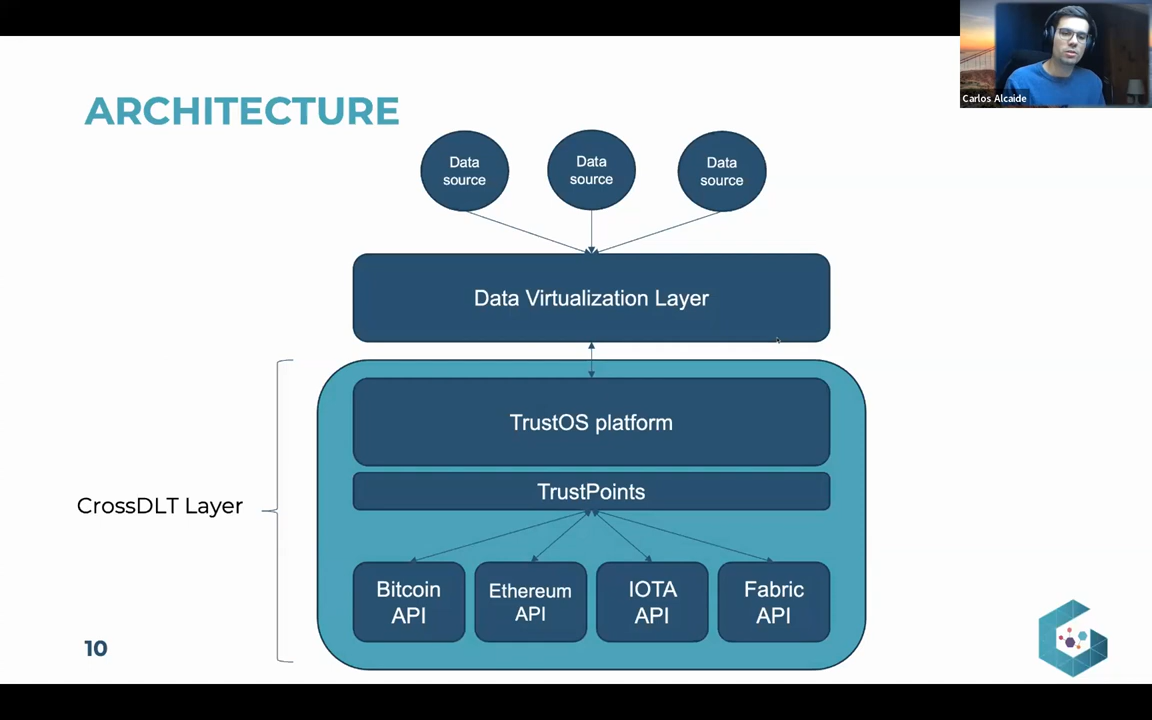 Carlos Alcaide
ARCHITECTURE
Data
source
Data
source
Data
source
Data Virtualization Layer
TrustOS platform
TrustPoints
CrossDLT Layer
Bitcoin
API
Ethereum
API
IOTA
API
Fabric
API
10